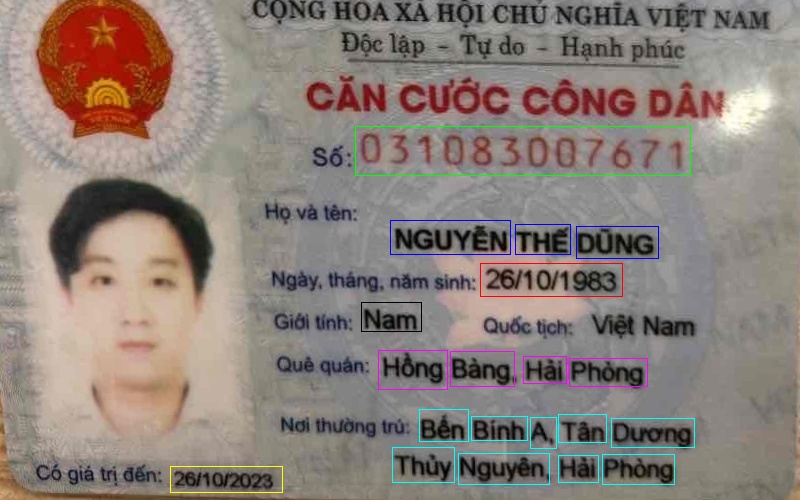 CỘNG HÒA XÃ HỘI CHỦ NGHĨA VIỆT NAM
Độc lập - Tự do - Hạnh phúc
CĂN CƯỚC CÔNG DÂN
Số: 031083007671
Họ và tên:
NGUYỄN THẾ DŨNG
Ngày, tháng, năm sinh: 26/10/1983
Giới tính: Nam Quốc tịch: Việt Nam
Quê quán: Hồng Bàng, Hải Phòng
Nơi thường trú: Bến Bính A, Tân Dương
Thủy Nguyên, Hải Phòng
Có giá trị đến: 26/10/2023
VIỆT NAM